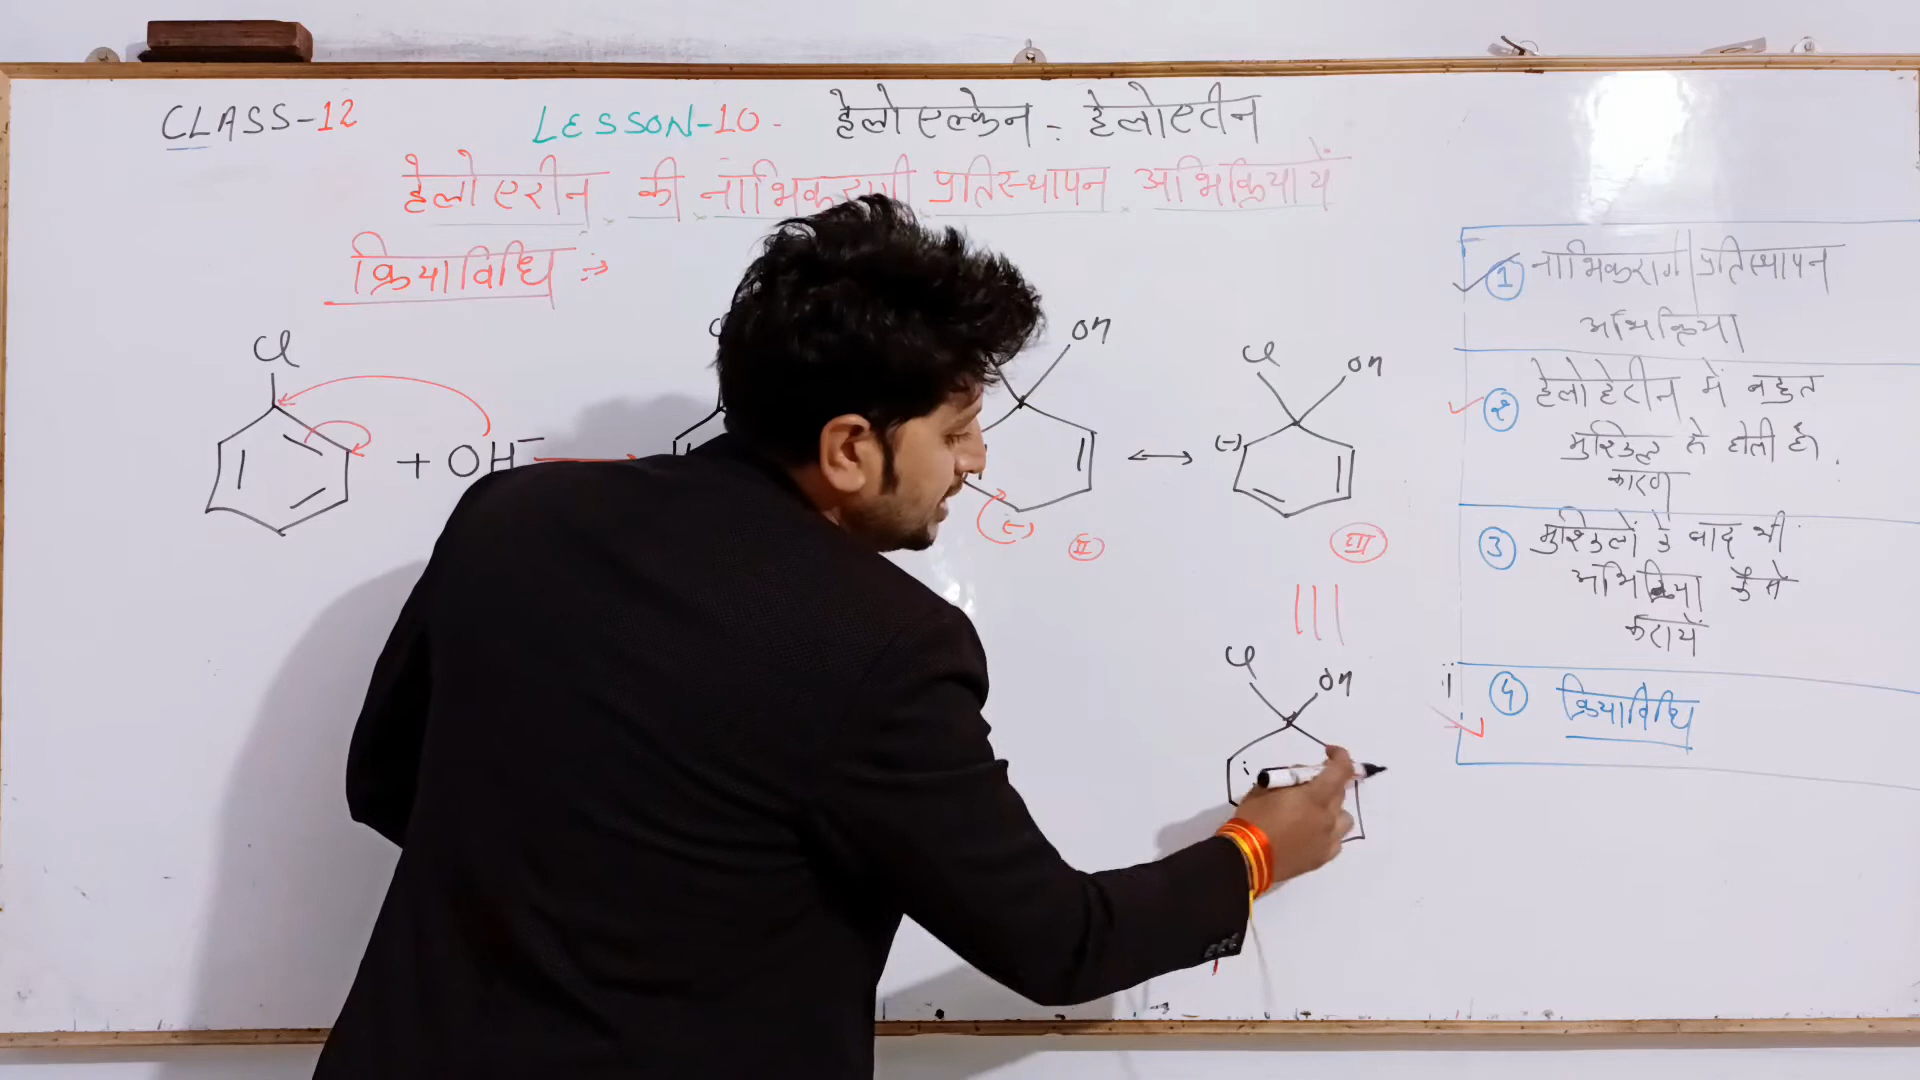 CLASS-12
LESSON-10- हेलोएल्केन - हेलोएरीन
हेलोएरीन की नाभिकरागी प्रतिस्थापन अभिक्रियायें
क्रियाविधि ⇒
Cl
+ OH⁻
OH
(-)
II
Cl
OH
(-)
III
Cl
OH
1 नाभिकरागी प्रतिस्थापन
अभिक्रिया
2 हेलोहेरीन में बहुत
मुश्किल से होती है।
कारण
3 मुश्किलों के बाद भी
अभिक्रिया कैसे
करायें
4 क्रियाविधि